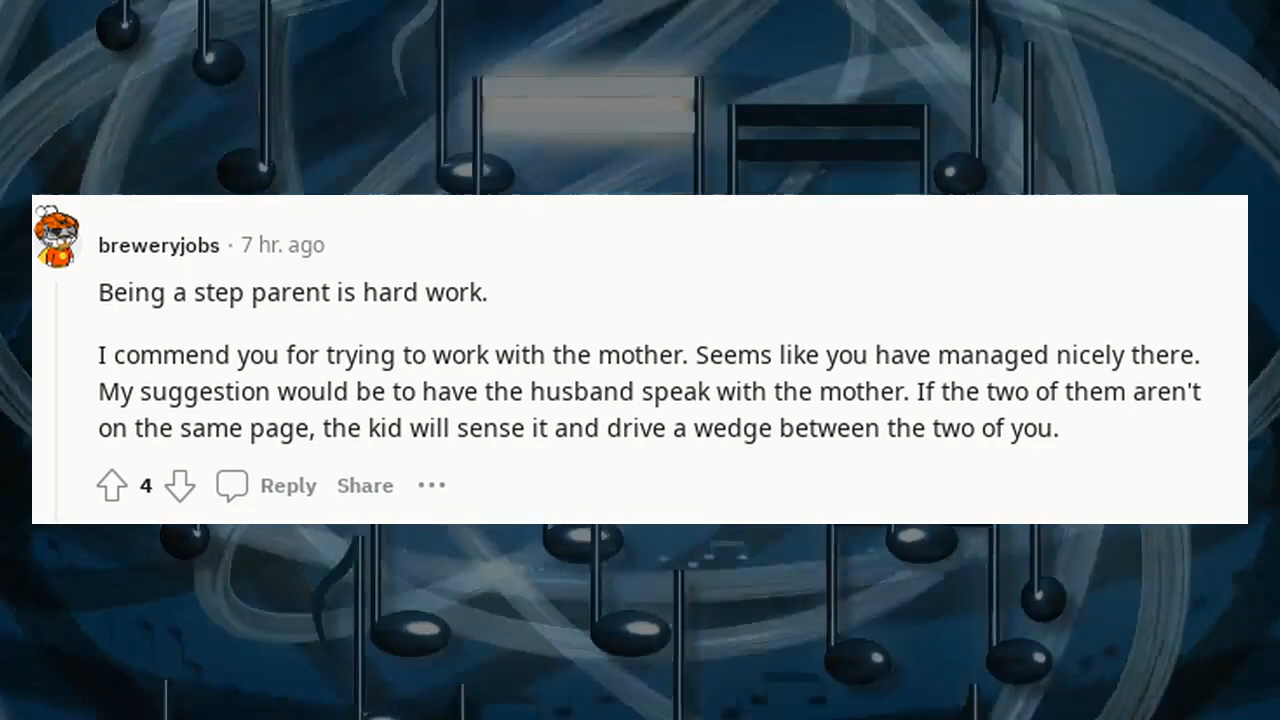 breweryjobs · 7 hr. ago
Being a step parent is hard work.
I commend you for trying to work with the mother. Seems like you have managed nicely there.
My suggestion would be to have the husband speak with the mother. If the two of them aren't
on the same page, the kid will sense it and drive a wedge between the two of you.
4 Reply Share ···